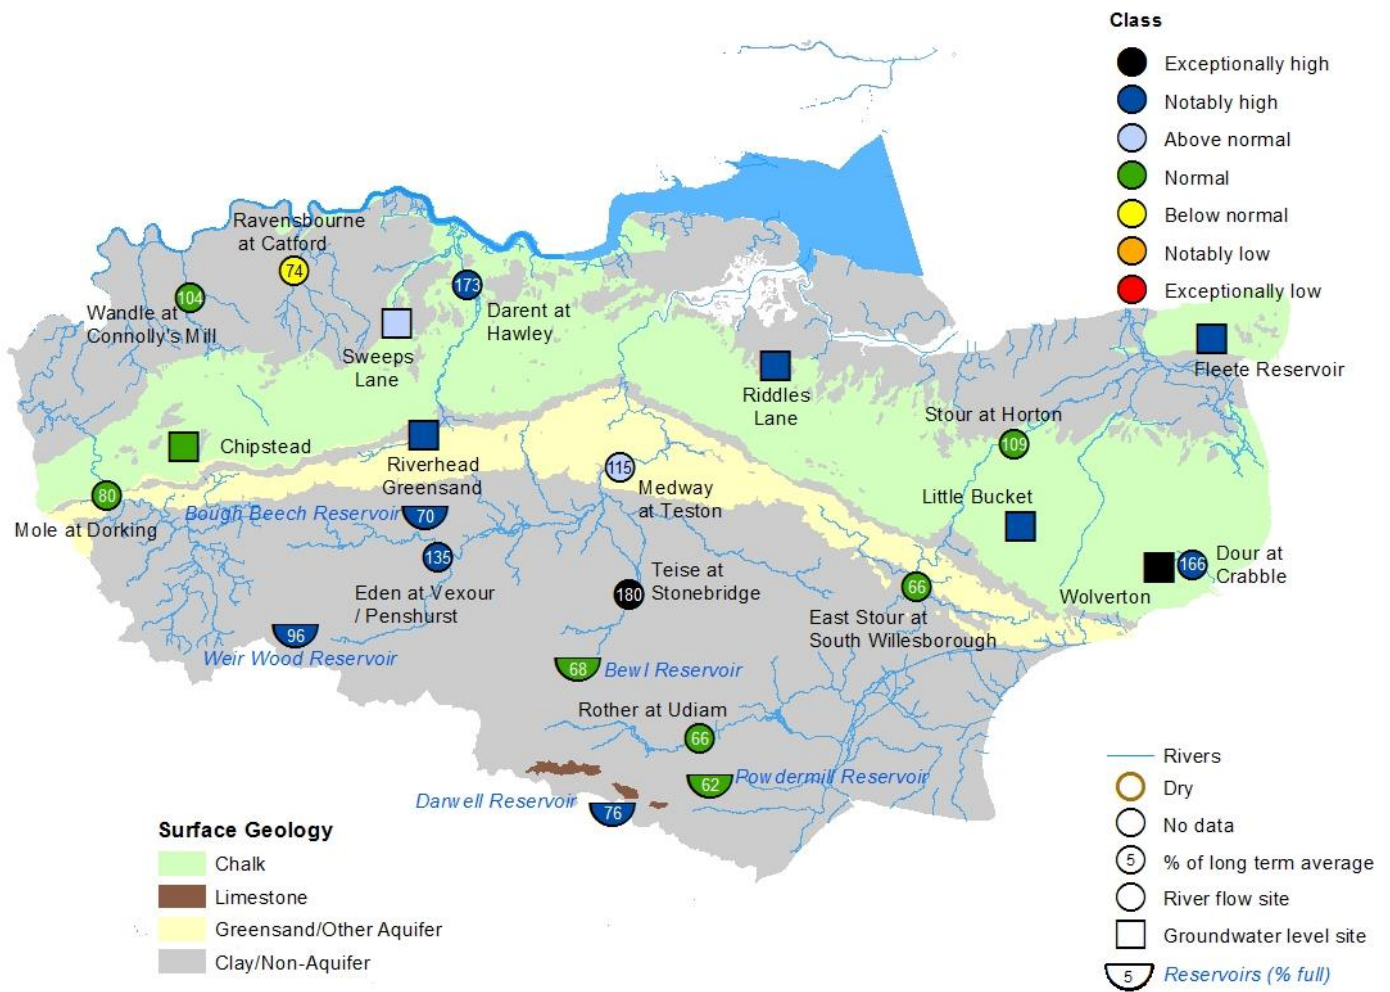 Class
Exceptionally high
Notably high
Above normal
Normal
Below normal
Notably low
Exceptionally low
Ravensbourne
at Catford
74
104
Wandle at
Connolly's Mill
173
Darent at
Hawley
Sweeps
Lane
Riddles
Lane
Fleete Reservoir
Stour at Horton
109
Chipstead
Riverhead
Greensand
115
Medway
at Teston
80
Mole at Dorking
Bough Beech Reservoir
70
Little Bucket
135
Eden at Vexour
/ Penshurst
180
Teise at
Stonebridge
66
East Stour at
South Willesborough
Wolverton
166
Dour at
Crabble
96
Weir Wood Reservoir
68
Bewl Reservoir
Rother at Udiam
66
62
Powdermill Reservoir
Darwell Reservoir
76
Surface Geology
Chalk
Limestone
Greensand/Other Aquifer
Clay/Non-Aquifer
Rivers
Dry
No data
5
% of long term average
River flow site
Groundwater level site
5
Reservoirs (% full)